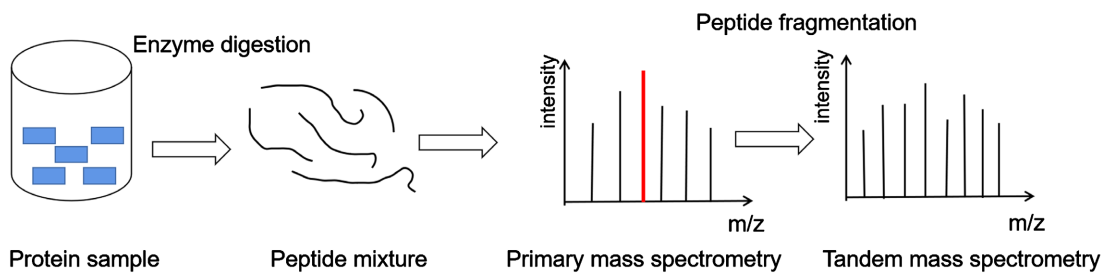 Enzyme digestion
Peptide fragmentation
intensity
m/z
intensity
m/z
Protein sample
Peptide mixture
Primary mass spectrometry
Tandem mass spectrometry